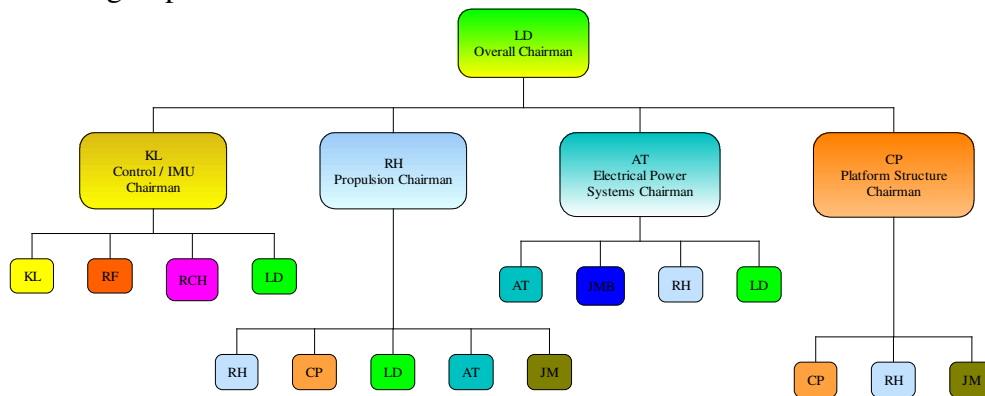 LD
Overall Chairman
KL
Control / IMU
Chairman
RH
Propulsion Chairman
AT
Electrical Power
Systems Chairman
CP
Platform Structure
Chairman
KL
RF
RCH
LD
AT
JMB
RH
LD
RH
CP
LD
AT
JM
CP
RH
JM